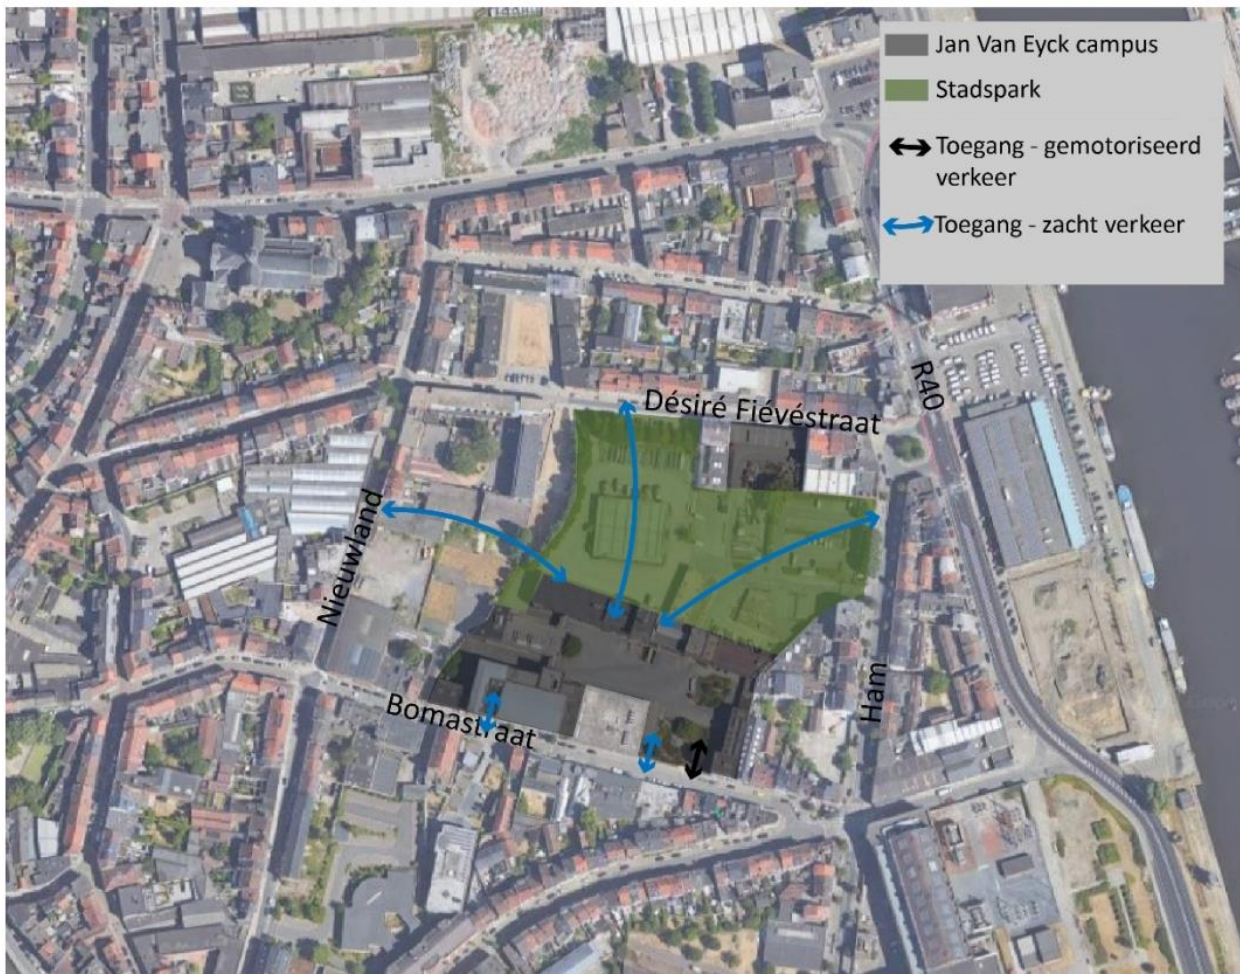 Jan Van Eyck campus
Stadspark
Toegang - gemotoriseerd
verkeer
Toegang - zacht verkeer
R40
Désiré Fiévéstraat
Nieuwland
Ham
Bomastraat